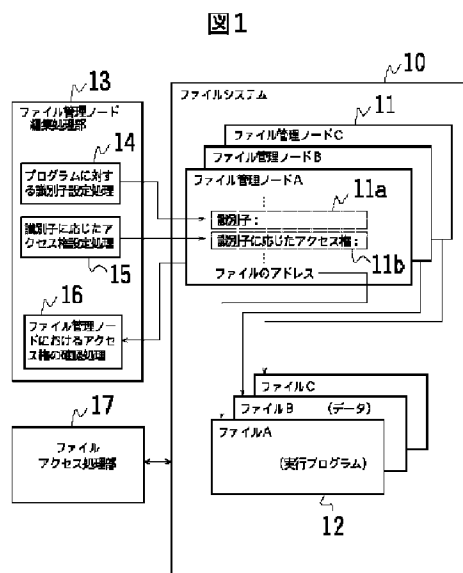 図1
13
ファイル管理ノード
編集処理部
14
プログラムに対する
識別子設定処理
識別子に応じたアク
セス権設定処理
15
16
ファイル管理ノー
ドにおけるアクセ
ス権の確認処理
17
ファイル
アクセス処理部
10
ファイルシステム
11
ファイル管理ノードC
ファイル管理ノードB
ファイル管理ノードA
11a
識別子:
識別子に応じたアクセス権:
11b
ファイルのアドレス
ファイルC
ファイルB (データ)
ファイルA
(実行プログラム)
12